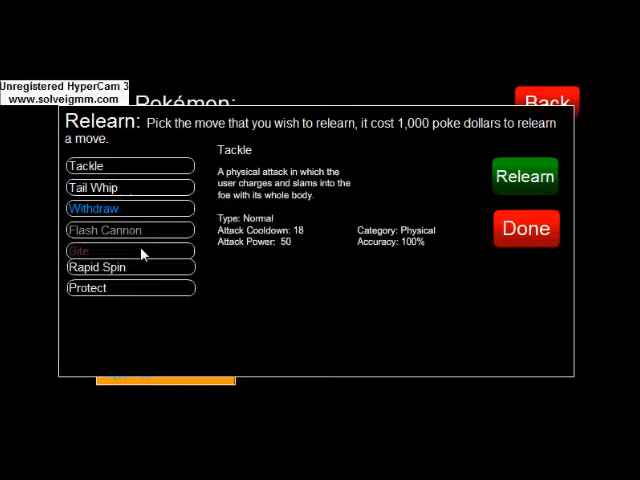 Unregistered HyperCam 3
www.solveigmm.com
Pokémon:
Back
Relearn: Pick the move that you wish to relearn, it cost 1,000 poke dollars to relearn
a move.
Tackle
Tail Whip
Withdraw
Flash Cannon
Bite
Rapid Spin
Protect
Tackle
A physical attack in which the
user charges and slams into the
foe with its whole body.
Type: Normal
Attack Cooldown: 18
Category: Physical
Attack Power: 50
Accuracy: 100%
Relearn
Done